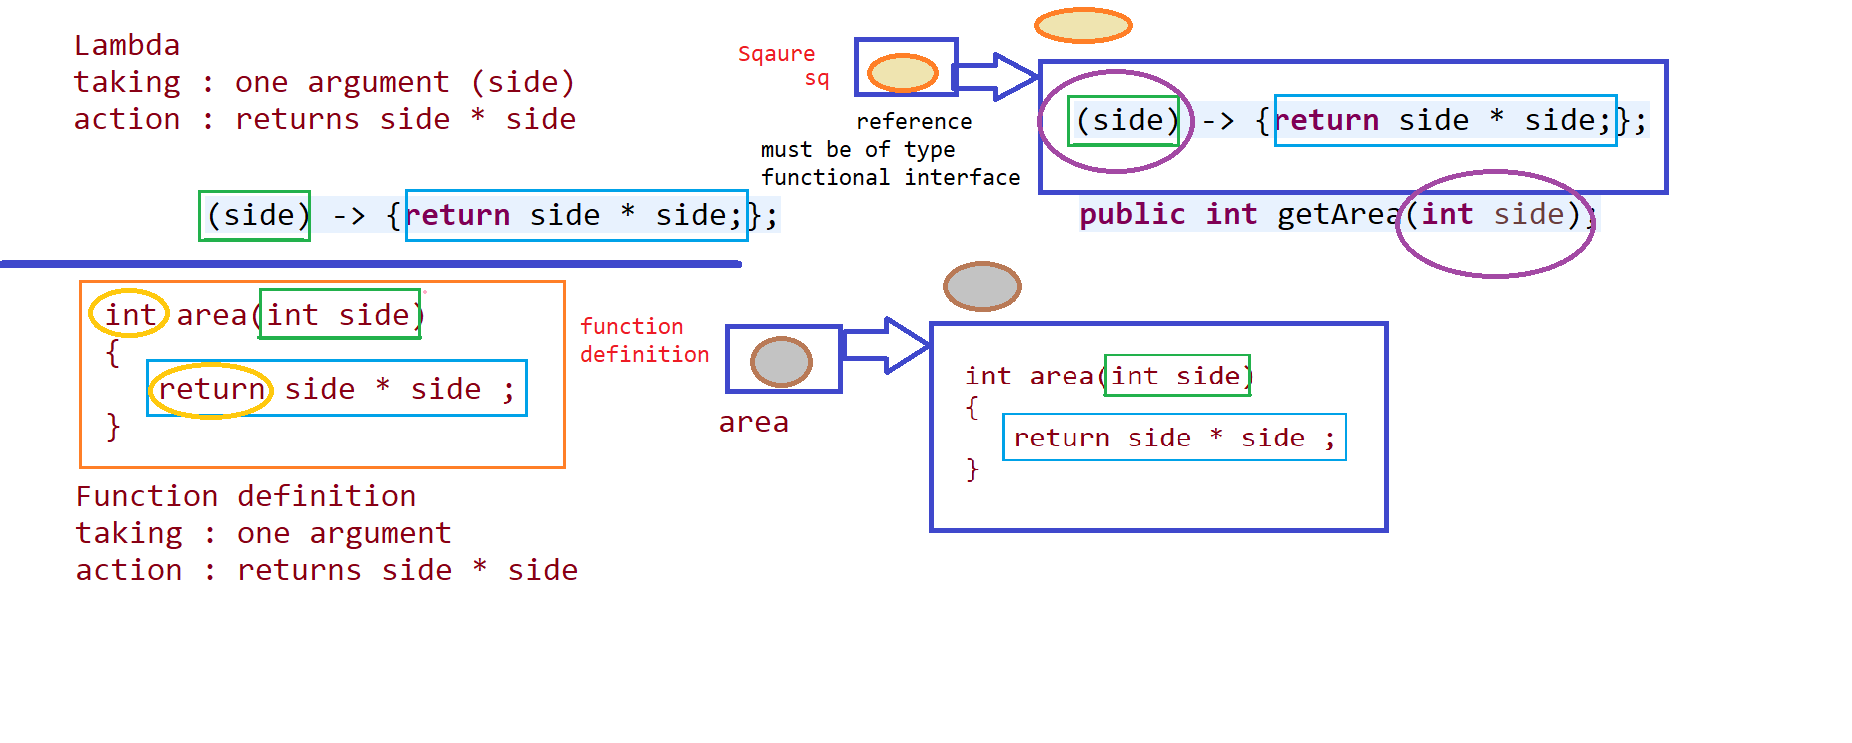 Lambda
taking : one argument (side)
action : returns side * side
(side) -> {return side * side;};
Sqaure
sq
reference
must be of type
functional interface
(side) -> {return side * side;};
public int getArea(int side);
int area(int side)
{
return side * side ;
}
Function definition
taking : one argument
action : returns side * side
function
definition
area
int area(int side)
{
return side * side ;
}